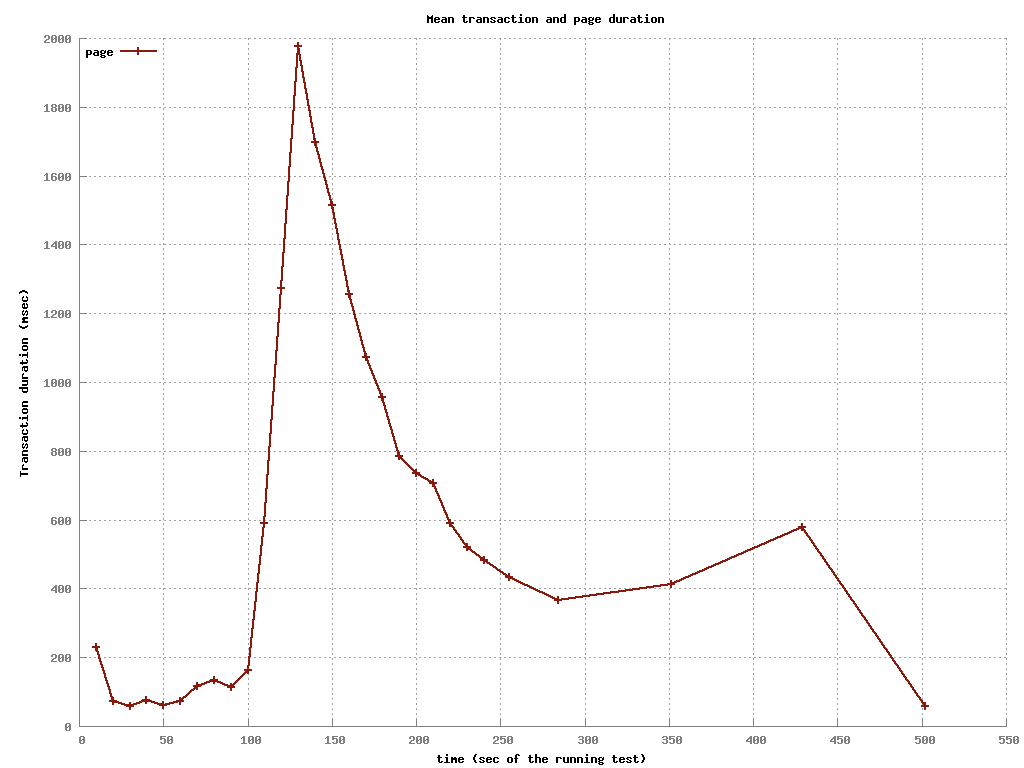 Mean transaction and page duration
page
2000
1800
1600
1400
1200
1000
800
600
400
200
0
Transaction duration (msec)
0 50 100 150 200 250 300 350 400 450 500 550
time (sec of the running test)